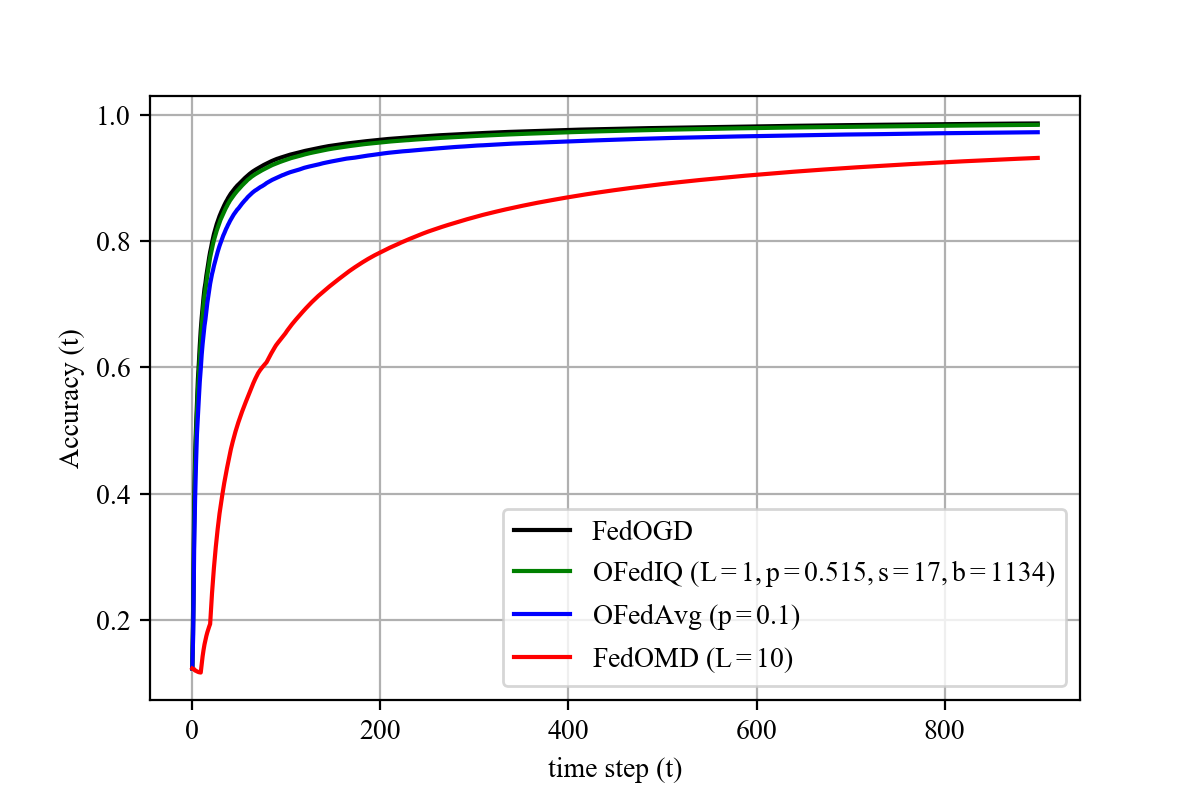 1.0
0.8
0.6
0.4
0.2
Accuracy (t)
FedOGD
OFedIQ (L = 1, p = 0.515, s = 17, b = 1134)
OFedAvg (p = 0.1)
FedOMD (L = 10)
0 200 400 600 800
time step (t)